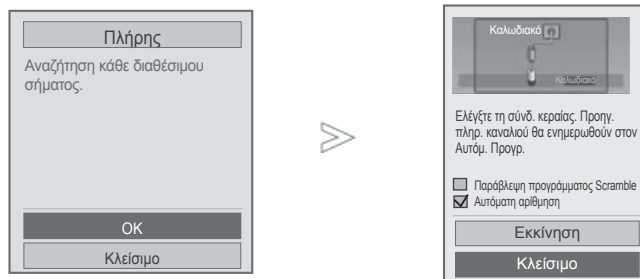 Πλήρης
Αναζήτηση κάθε διαθέσιμου
σήματος.
OK
Κλείσιμο
Καλωδιακό
Καλωδιακό
Ελέγξτε τη σύνδ. κεραίας. Προηγ.
πληρ. καναλιού θα ενημερωθούν στον
Αυτόμ. Προγρ.
Παράβλεψη προγράμματος Scramble
Αυτόματη αρίθμηση
Εκκίνηση
Κλείσιμο